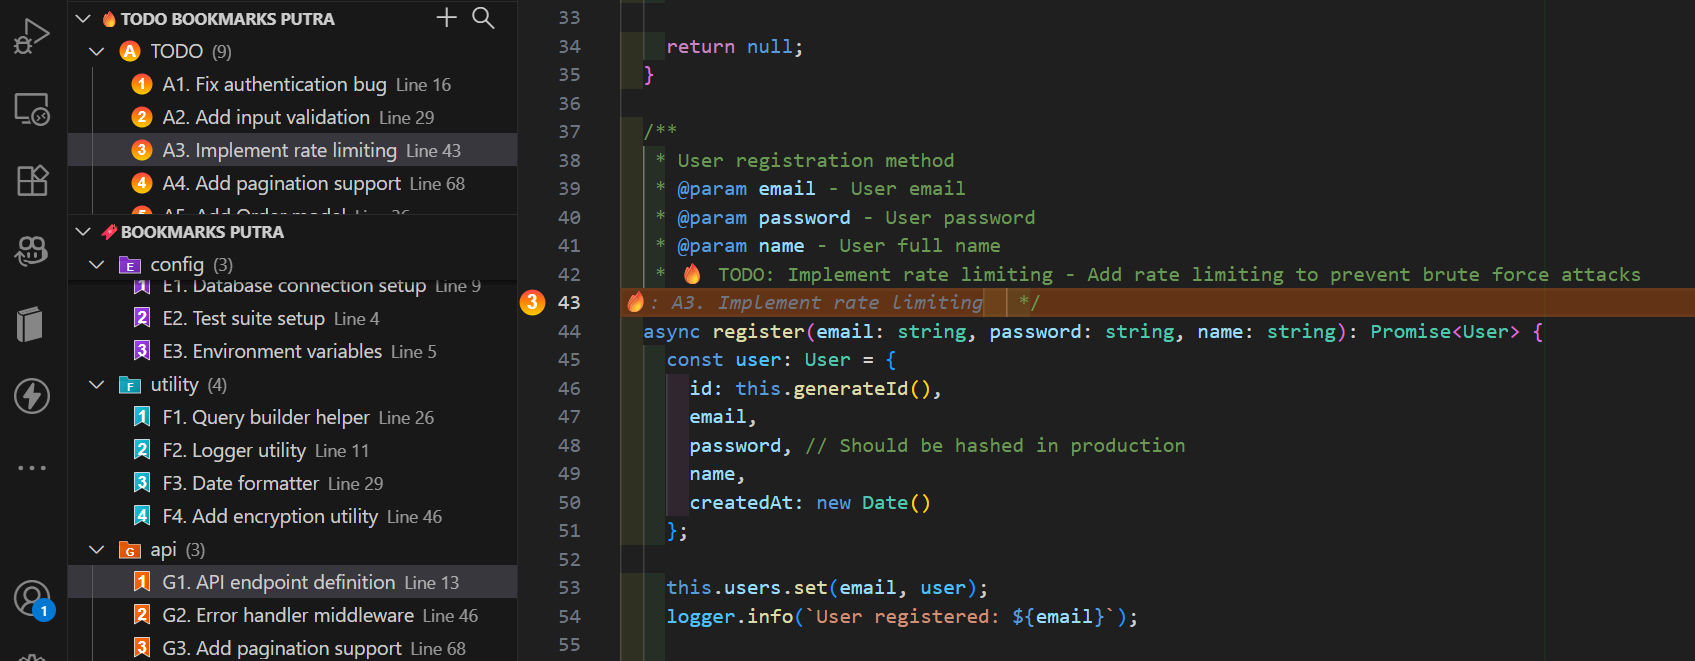 TODO BOOKMARKS PUTRA
A TODO (9)
1 A1. Fix authentication bug Line 16
2 A2. Add input validation Line 29
3 A3. Implement rate limiting Line 43
4 A4. Add pagination support Line 68
5 A5. Add Order model Line 36
BOOKMARKS PUTRA
E config (3)
1 E1. Database connection setup Line 9
2 E2. Test suite setup Line 4
3 E3. Environment variables Line 5
F utility (4)
1 F1. Query builder helper Line 26
2 F2. Logger utility Line 11
3 F3. Date formatter Line 29
4 F4. Add encryption utility Line 46
G api (3)
1 G1. API endpoint definition Line 13
2 G2. Error handler middleware Line 46
3 G3. Add pagination support Line 68
1
33
34 return null;
35 }
36
37 /**
38 * User registration method
39 * @param email - User email
40 * @param password - User password
41 * @param name - User full name
42 * 🔥 TODO: Implement rate limiting - Add rate limiting to prevent brute force attacks
3 43 🔥: A3. Implement rate limiting */
44 async register(email: string, password: string, name: string): Promise<User> {
45 const user: User = {
46 id: this.generateId(),
47 email,
48 password, // Should be hashed in production
49 name,
50 createdAt: new Date()
51 };
52
53 this.users.set(email, user);
54 logger.info(`User registered: ${email}`);
55